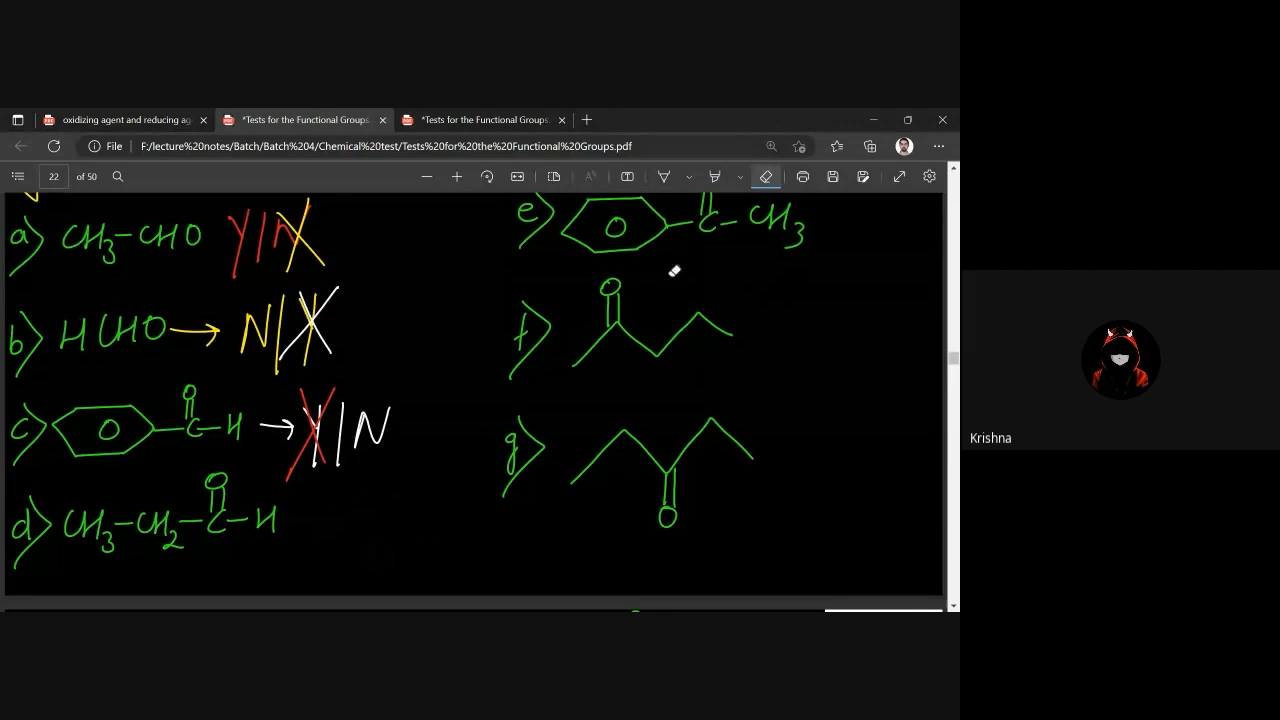 oxidizing agent and reducing ag
*Tests for the Functional Groups.
*Tests for the Functional Groups.
File
F:/lecture%20notes/Batch/Batch%204/Chemical%20test/Tests%20for%20the%20Functional%20Groups.pdf
22 of 50
a) CH3-CHO Y/N
b) HCHO → N/Y
c) O O C-H → Y/N
d) CH3-CH2-C-H O
e) O C-CH3
f) O
g) O
Krishna